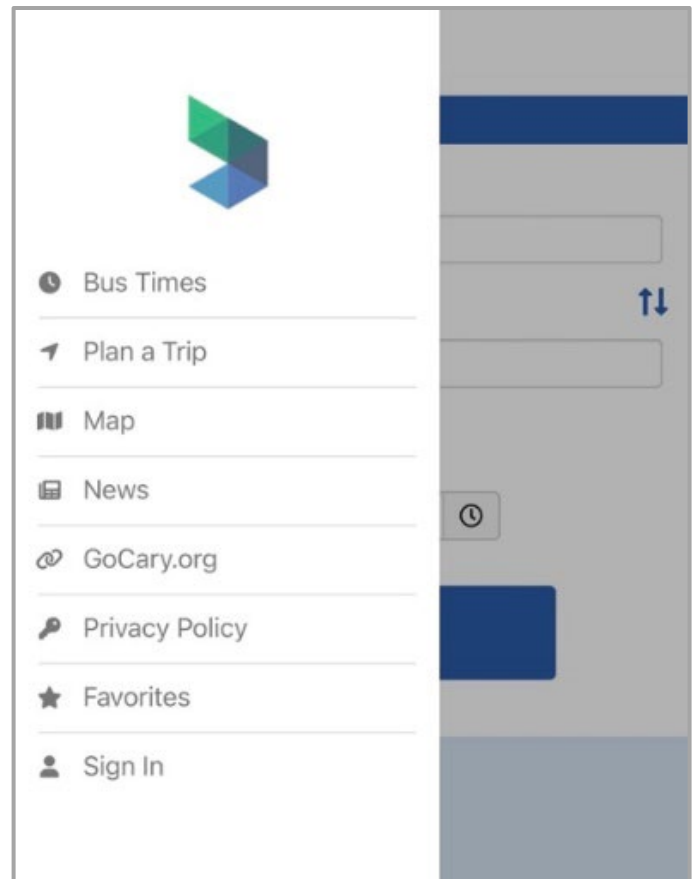 Bus Times
Plan a Trip
Map
News
GoCary.org
Privacy Policy
Favorites
Sign In